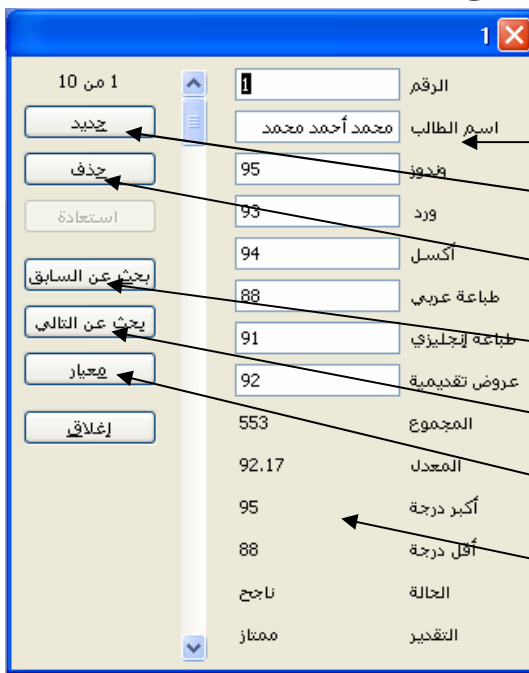 1
1 من 10
جديد
حذف
استعادة
بحث عن السابق
بحث عن التالي
معيار
إغلاق
الرقم 1
اسم الطالب محمد أحمد محمد
وندوز 95
ورد 93
أكسل 94
طباعة عربي 88
طباعة إنجليزي 91
عروض تقديمية 92
المجموع 553
المعدل 92.17
أكبر درجة 95
أقل درجة 88
الحالة ناجح
التقدير ممتاز